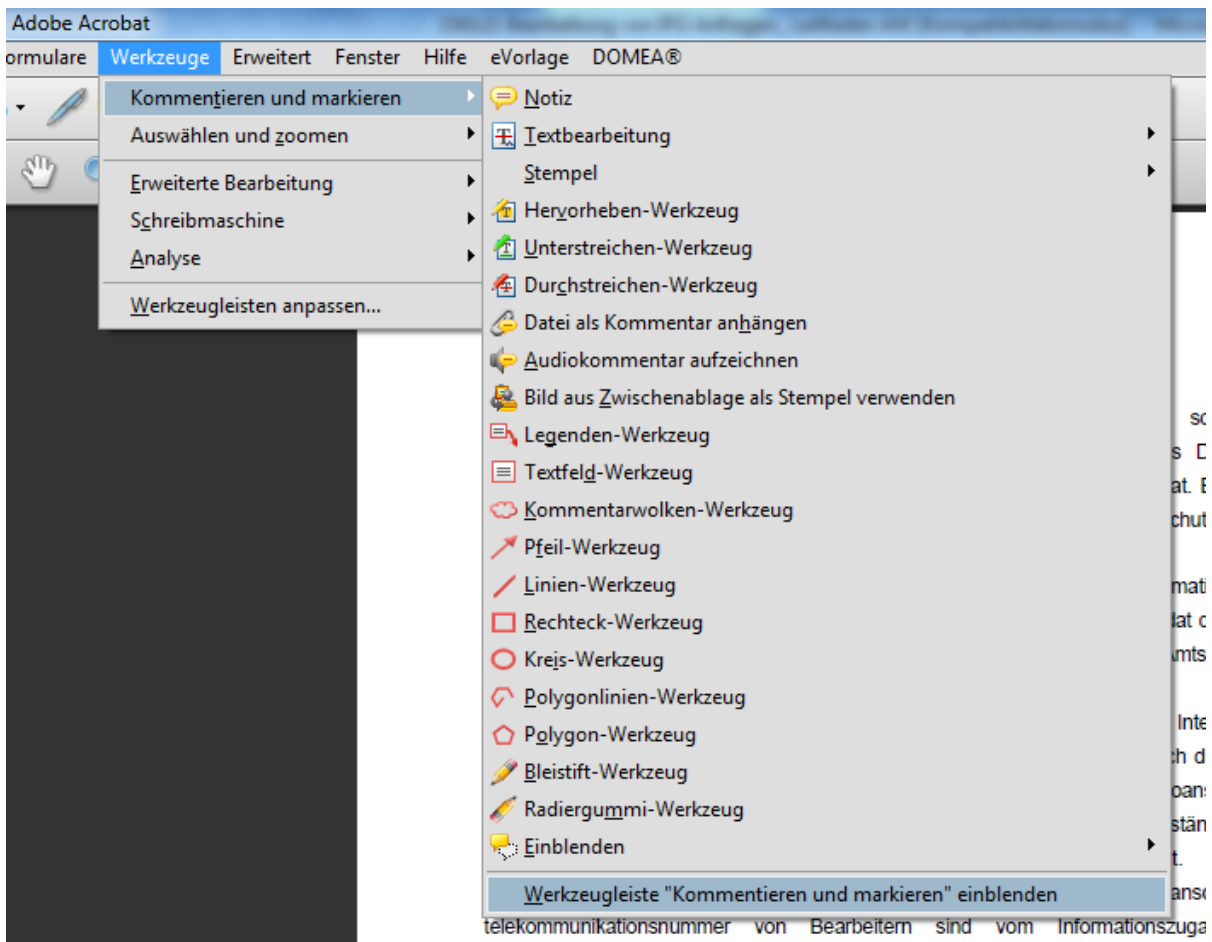 Adobe Acrobat
ormulare Werkzeuge Erweitert Fenster Hilfe eVorlage DOMEA®
Kommentieren und markieren
Auswählen und zoomen
Erweiterte Bearbeitung
Schreibmaschine
Analyse
Werkzeugleisten anpassen...
Notiz
Textbearbeitung
Stempel
Hervorheben-Werkzeug
Unterstreichen-Werkzeug
Durchstreichen-Werkzeug
Datei als Kommentar anhängen
Audiokommentar aufzeichnen
Bild aus Zwischenablage als Stempel verwenden
Legenden-Werkzeug
Textfeld-Werkzeug
Kommentarwolken-Werkzeug
Pfeil-Werkzeug
Linien-Werkzeug
Rechteck-Werkzeug
Kreis-Werkzeug
Polygonlinien-Werkzeug
Polygon-Werkzeug
Bleistift-Werkzeug
Radiergummi-Werkzeug
Einblenden
Werkzeugleiste "Kommentieren und markieren" einblenden
telekommunikationsnummer von Bearbeitern sind vom Informationszuga